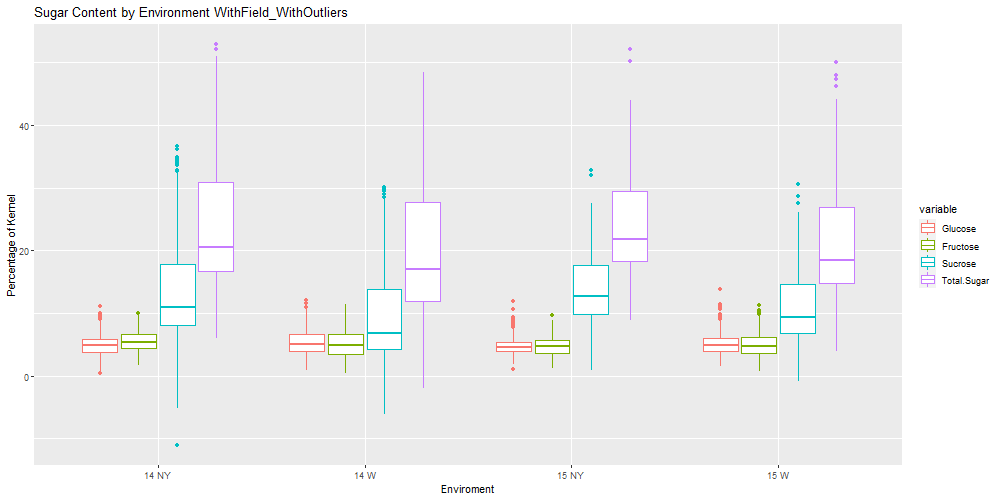 Sugar Content by Environment WithField_WithOutliers
Percentage of Kernel
40
20
0
14 NY
14 W
15 NY
15 W
Enviroment
variable
Glucose
Fructose
Sucrose
Total.Sugar